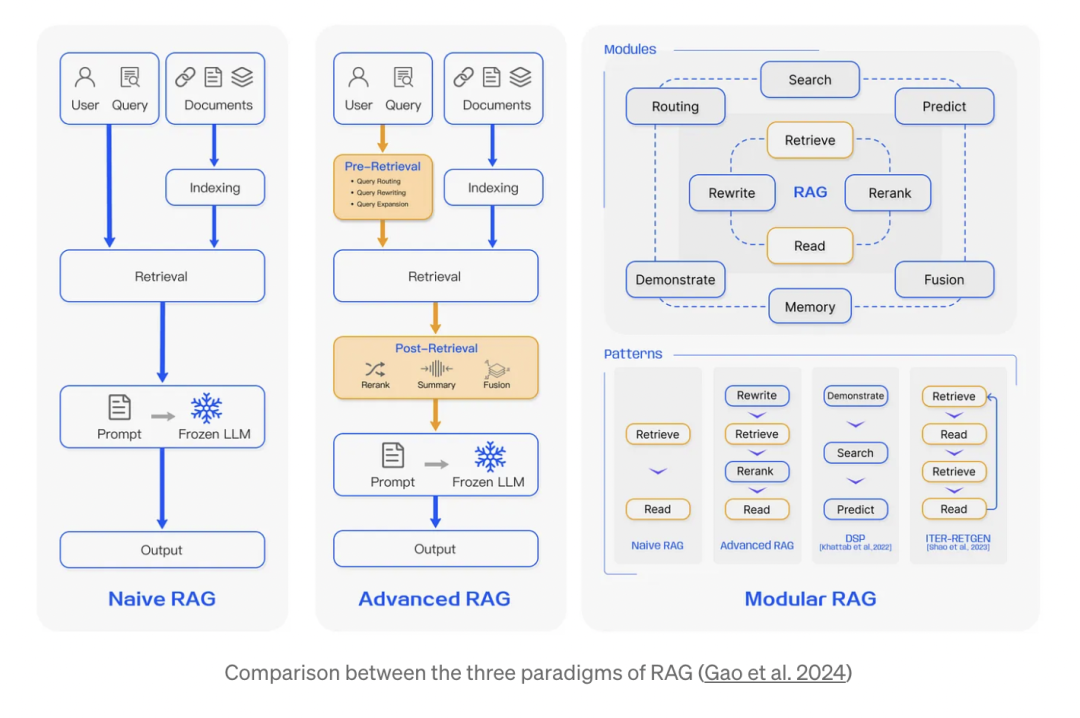 User Query
Documents
Indexing
Retrieval
Prompt
Frozen LLM
Output
Naive RAG
User Query
Documents
Pre-Retrieval
• Query Routing
• Query Rewriting
• Query Expansion
Indexing
Retrieval
Post-Retrieval
Rerank Summary Fusion
Prompt
Frozen LLM
Output
Advanced RAG
Modules
Search
Routing
Predict
Retrieve
Rewrite
RAG
Rerank
Read
Demonstrate
Fusion
Memory
Patterns
Retrieve
Read
Naive RAG
Rewrite
Retrieve
Rerank
Read
Advanced RAG
Demonstrate
Search
Predict
DSP
[Khattab et al.,2022]
Retrieve
Read
Retrieve
Read
ITER-RETGEN
[Shao et al., 2023]
Modular RAG
Comparison between the three paradigms of RAG (Gao et al. 2024)